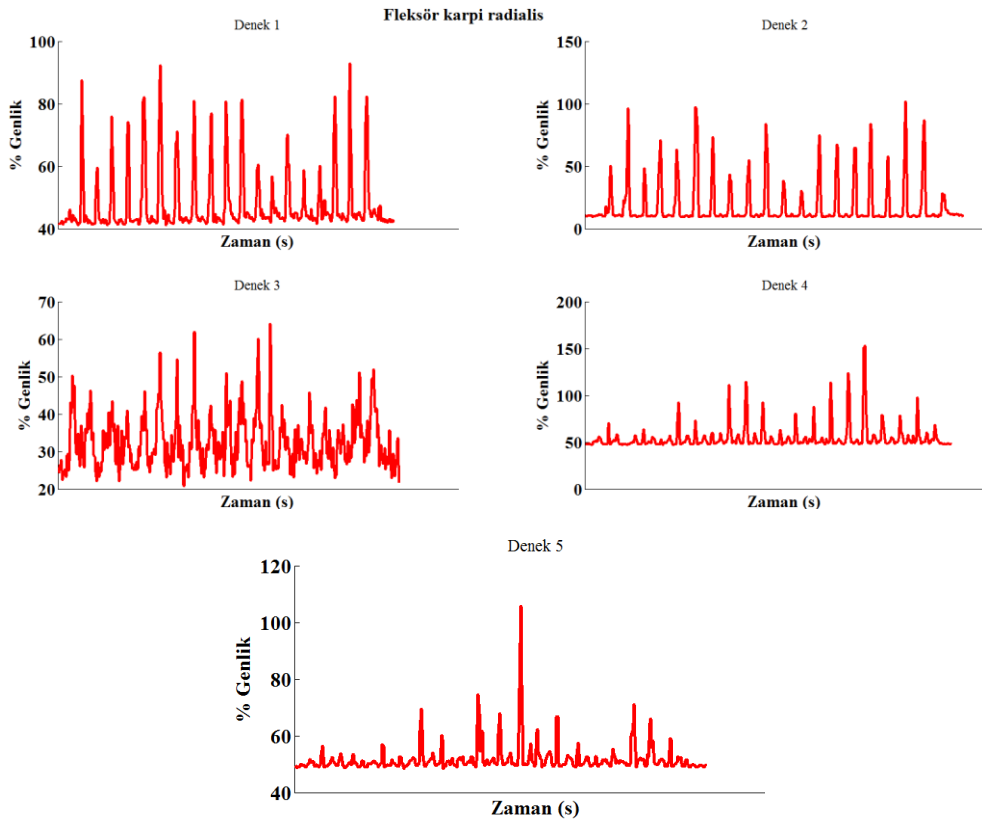 Fleksör karpi radialis
Denek 1
100
80
60
40
% Genlik
Zaman (s)
Denek 2
150
100
50
0
% Genlik
Zaman (s)
Denek 3
70
60
50
40
30
20
% Genlik
Zaman (s)
Denek 4
200
150
100
50
0
% Genlik
Zaman (s)
Denek 5
120
100
80
60
40
% Genlik
Zaman (s)